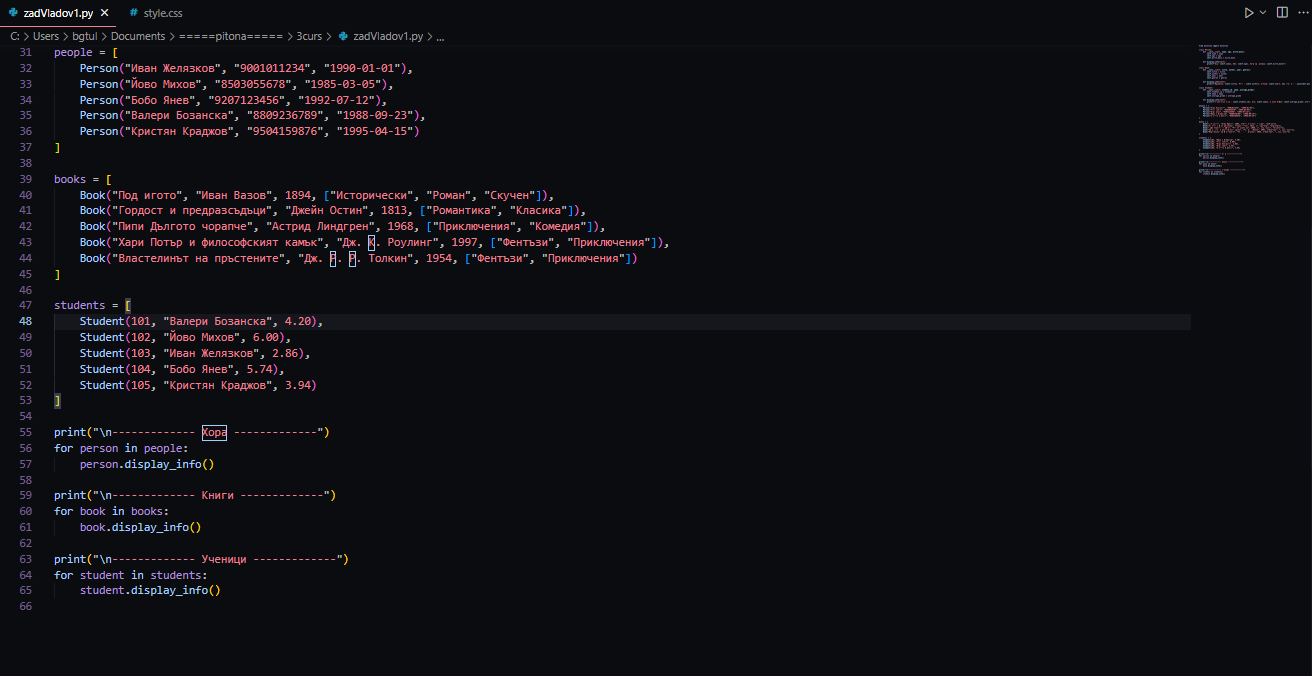 zadVladov1.py
style.css
C: > Users > bgtul > Documents > =====pitona===== > 3curs > zadVladov1.py > ...
31 people = [
32 Person("Иван Желязков", "9001011234", "1990-01-01"),
33 Person("Йово Михов", "8503055678", "1985-03-05"),
34 Person("Бобо Янев", "9207123456", "1992-07-12"),
35 Person("Валери Бозанска", "8809236789", "1988-09-23"),
36 Person("Кристян Краджов", "9504159876", "1995-04-15")
37 ]
38
39 books = [
40 Book("Под игото", "Иван Вазов", 1894, ["Исторически", "Роман", "Скучен"]),
41 Book("Гордост и предразсъдъци", "Джейн Остин", 1813, ["Романтика", "Класика"]),
42 Book("Пипи Дългото чорапче", "Астрид Линдгрен", 1968, ["Приключения", "Комедия"]),
43 Book("Хари Потър и философският камък", "Дж. К. Роулинг", 1997, ["Фентъзи", "Приключения"]),
44 Book("Властелинът на пръстените", "Дж. Р. Р. Толкин", 1954, ["Фентъзи", "Приключения"])
45 ]
46
47 students = [
48 Student(101, "Валери Бозанска", 4.20),
49 Student(102, "Йово Михов", 6.00),
50 Student(103, "Иван Желязков", 2.86),
51 Student(104, "Бобо Янев", 5.74),
52 Student(105, "Кристян Краджов", 3.94)
53 ]
54
55 print("\n------------- Хора -------------")
56 for person in people:
57 person.display_info()
58
59 print("\n------------- Книги -------------")
60 for book in books:
61 book.display_info()
62
63 print("\n------------- Ученици -------------")
64 for student in students:
65 student.display_info()
66